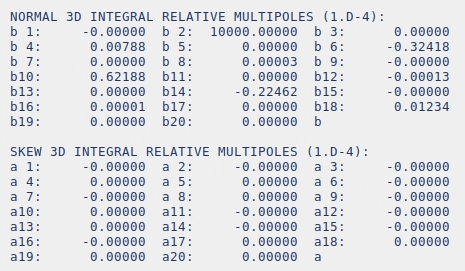 NORMAL 3D INTEGRAL RELATIVE MULTIPOLES (1.D-4):
b 1: -0.00000 b 2: 10000.00000 b 3: 0.00000
b 4: 0.00788 b 5: 0.00000 b 6: -0.32418
b 7: 0.00000 b 8: 0.00003 b 9: -0.00000
b10: 0.62188 b11: 0.00000 b12: -0.00013
b13: 0.00000 b14: -0.22462 b15: -0.00000
b16: 0.00001 b17: 0.00000 b18: 0.01234
b19: 0.00000 b20: 0.00000 b
SKEW 3D INTEGRAL RELATIVE MULTIPOLES (1.D-4):
a 1: -0.00000 a 2: -0.00000 a 3: -0.00000
a 4: 0.00000 a 5: 0.00000 a 6: -0.00000
a 7: -0.00000 a 8: 0.00000 a 9: -0.00000
a10: 0.00000 a11: -0.00000 a12: -0.00000
a13: 0.00000 a14: -0.00000 a15: -0.00000
a16: -0.00000 a17: 0.00000 a18: 0.00000
a19: 0.00000 a20: 0.00000 a